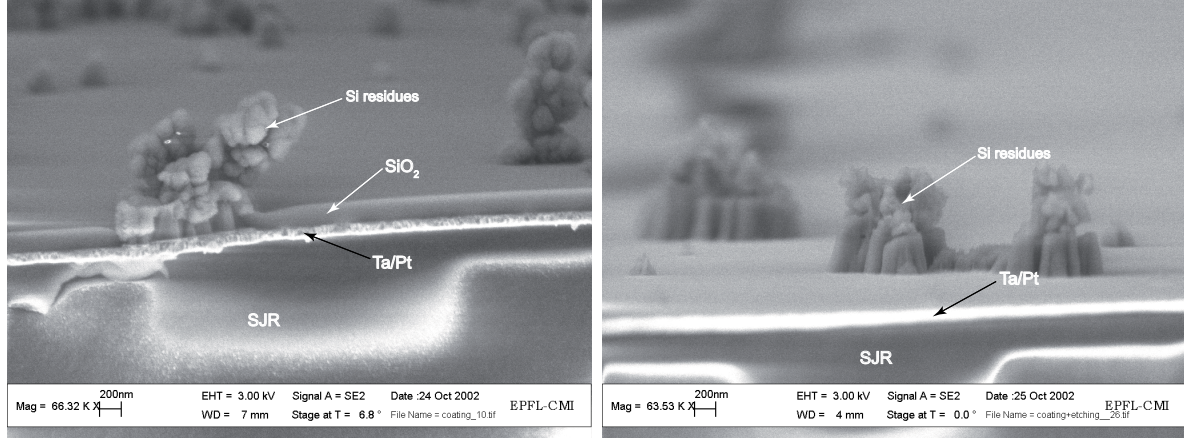 Si residues
SiO2
Ta/Pt
SJR
Mag = 66.32 K X
200nm
EHT = 3.00 kV
WD = 7 mm
Signal A = SE2
Stage at T = 6.8 °
Date :24 Oct 2002
File Name = coating_10.tif
EPFL-CMI
Si residues
Ta/Pt
SJR
Mag = 63.53 K X
200nm
EHT = 3.00 kV
WD = 4 mm
Signal A = SE2
Stage at T = 0.0 °
Date :25 Oct 2002
File Name = coating+etching__26.tif
EPFL-CMI